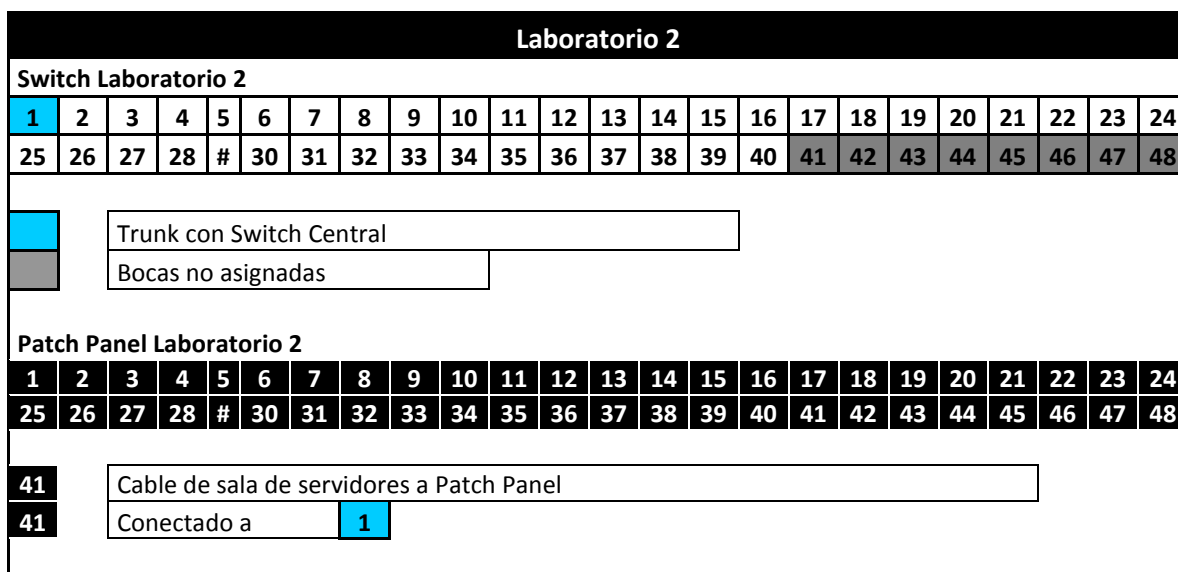 Laboratorio 2
Switch Laboratorio 2
1 2 3 4 5 6 7 8 9 10 11 12 13 14 15 16 17 18 19 20 21 22 23 24
25 26 27 28 # 30 31 32 33 34 35 36 37 38 39 40 41 42 43 44 45 46 47 48
Trunk con Switch Central
Bocas no asignadas
Patch Panel Laboratorio 2
1 2 3 4 5 6 7 8 9 10 11 12 13 14 15 16 17 18 19 20 21 22 23 24
25 26 27 28 # 30 31 32 33 34 35 36 37 38 39 40 41 42 43 44 45 46 47 48
41 Cable de sala de servidores a Patch Panel
41 Conectado a 1